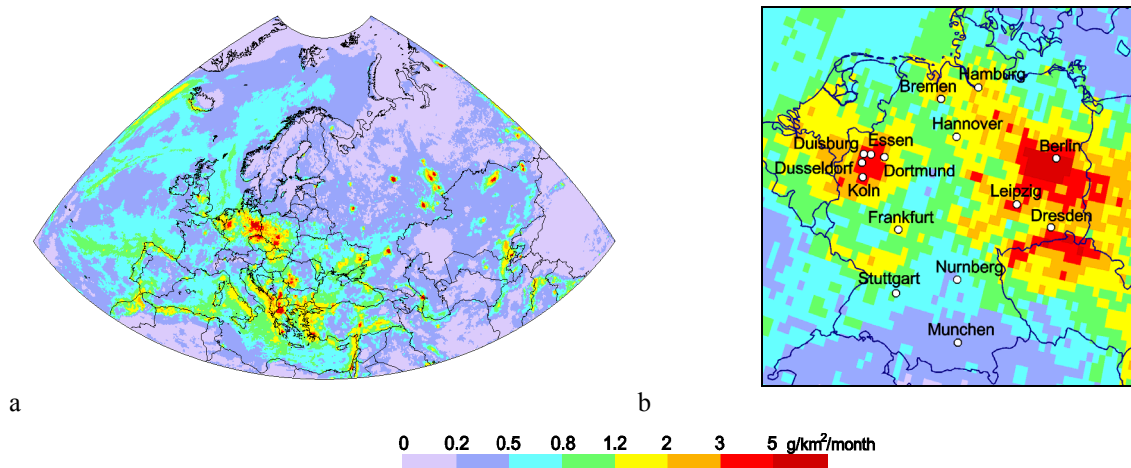 Hamburg
Bremen
Hannover
Duisburg
Essen
Berlin
Dusseldorf
Dortmund
Koln
Leipzig
Frankfurt
Dresden
Nurnberg
Stuttgart
Munchen
a
b
0 0.2 0.5 0.8 1.2 2 3 5 g/km²/month